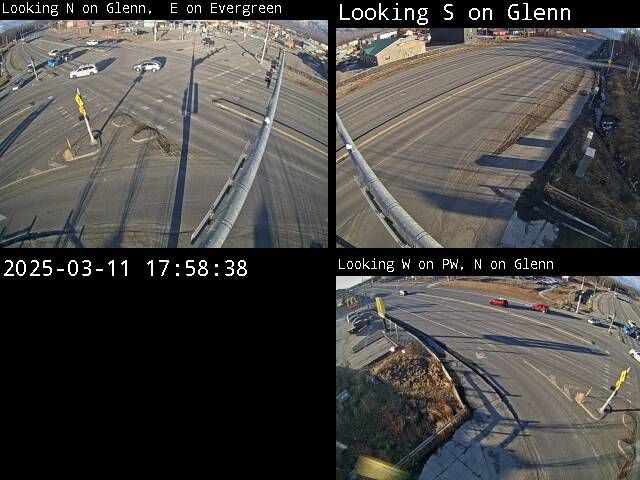 Looking N on Glenn,  E on Evergreen
Looking S on Glenn
2025-03-11 17:58:38
Looking W on PW, N on Glenn